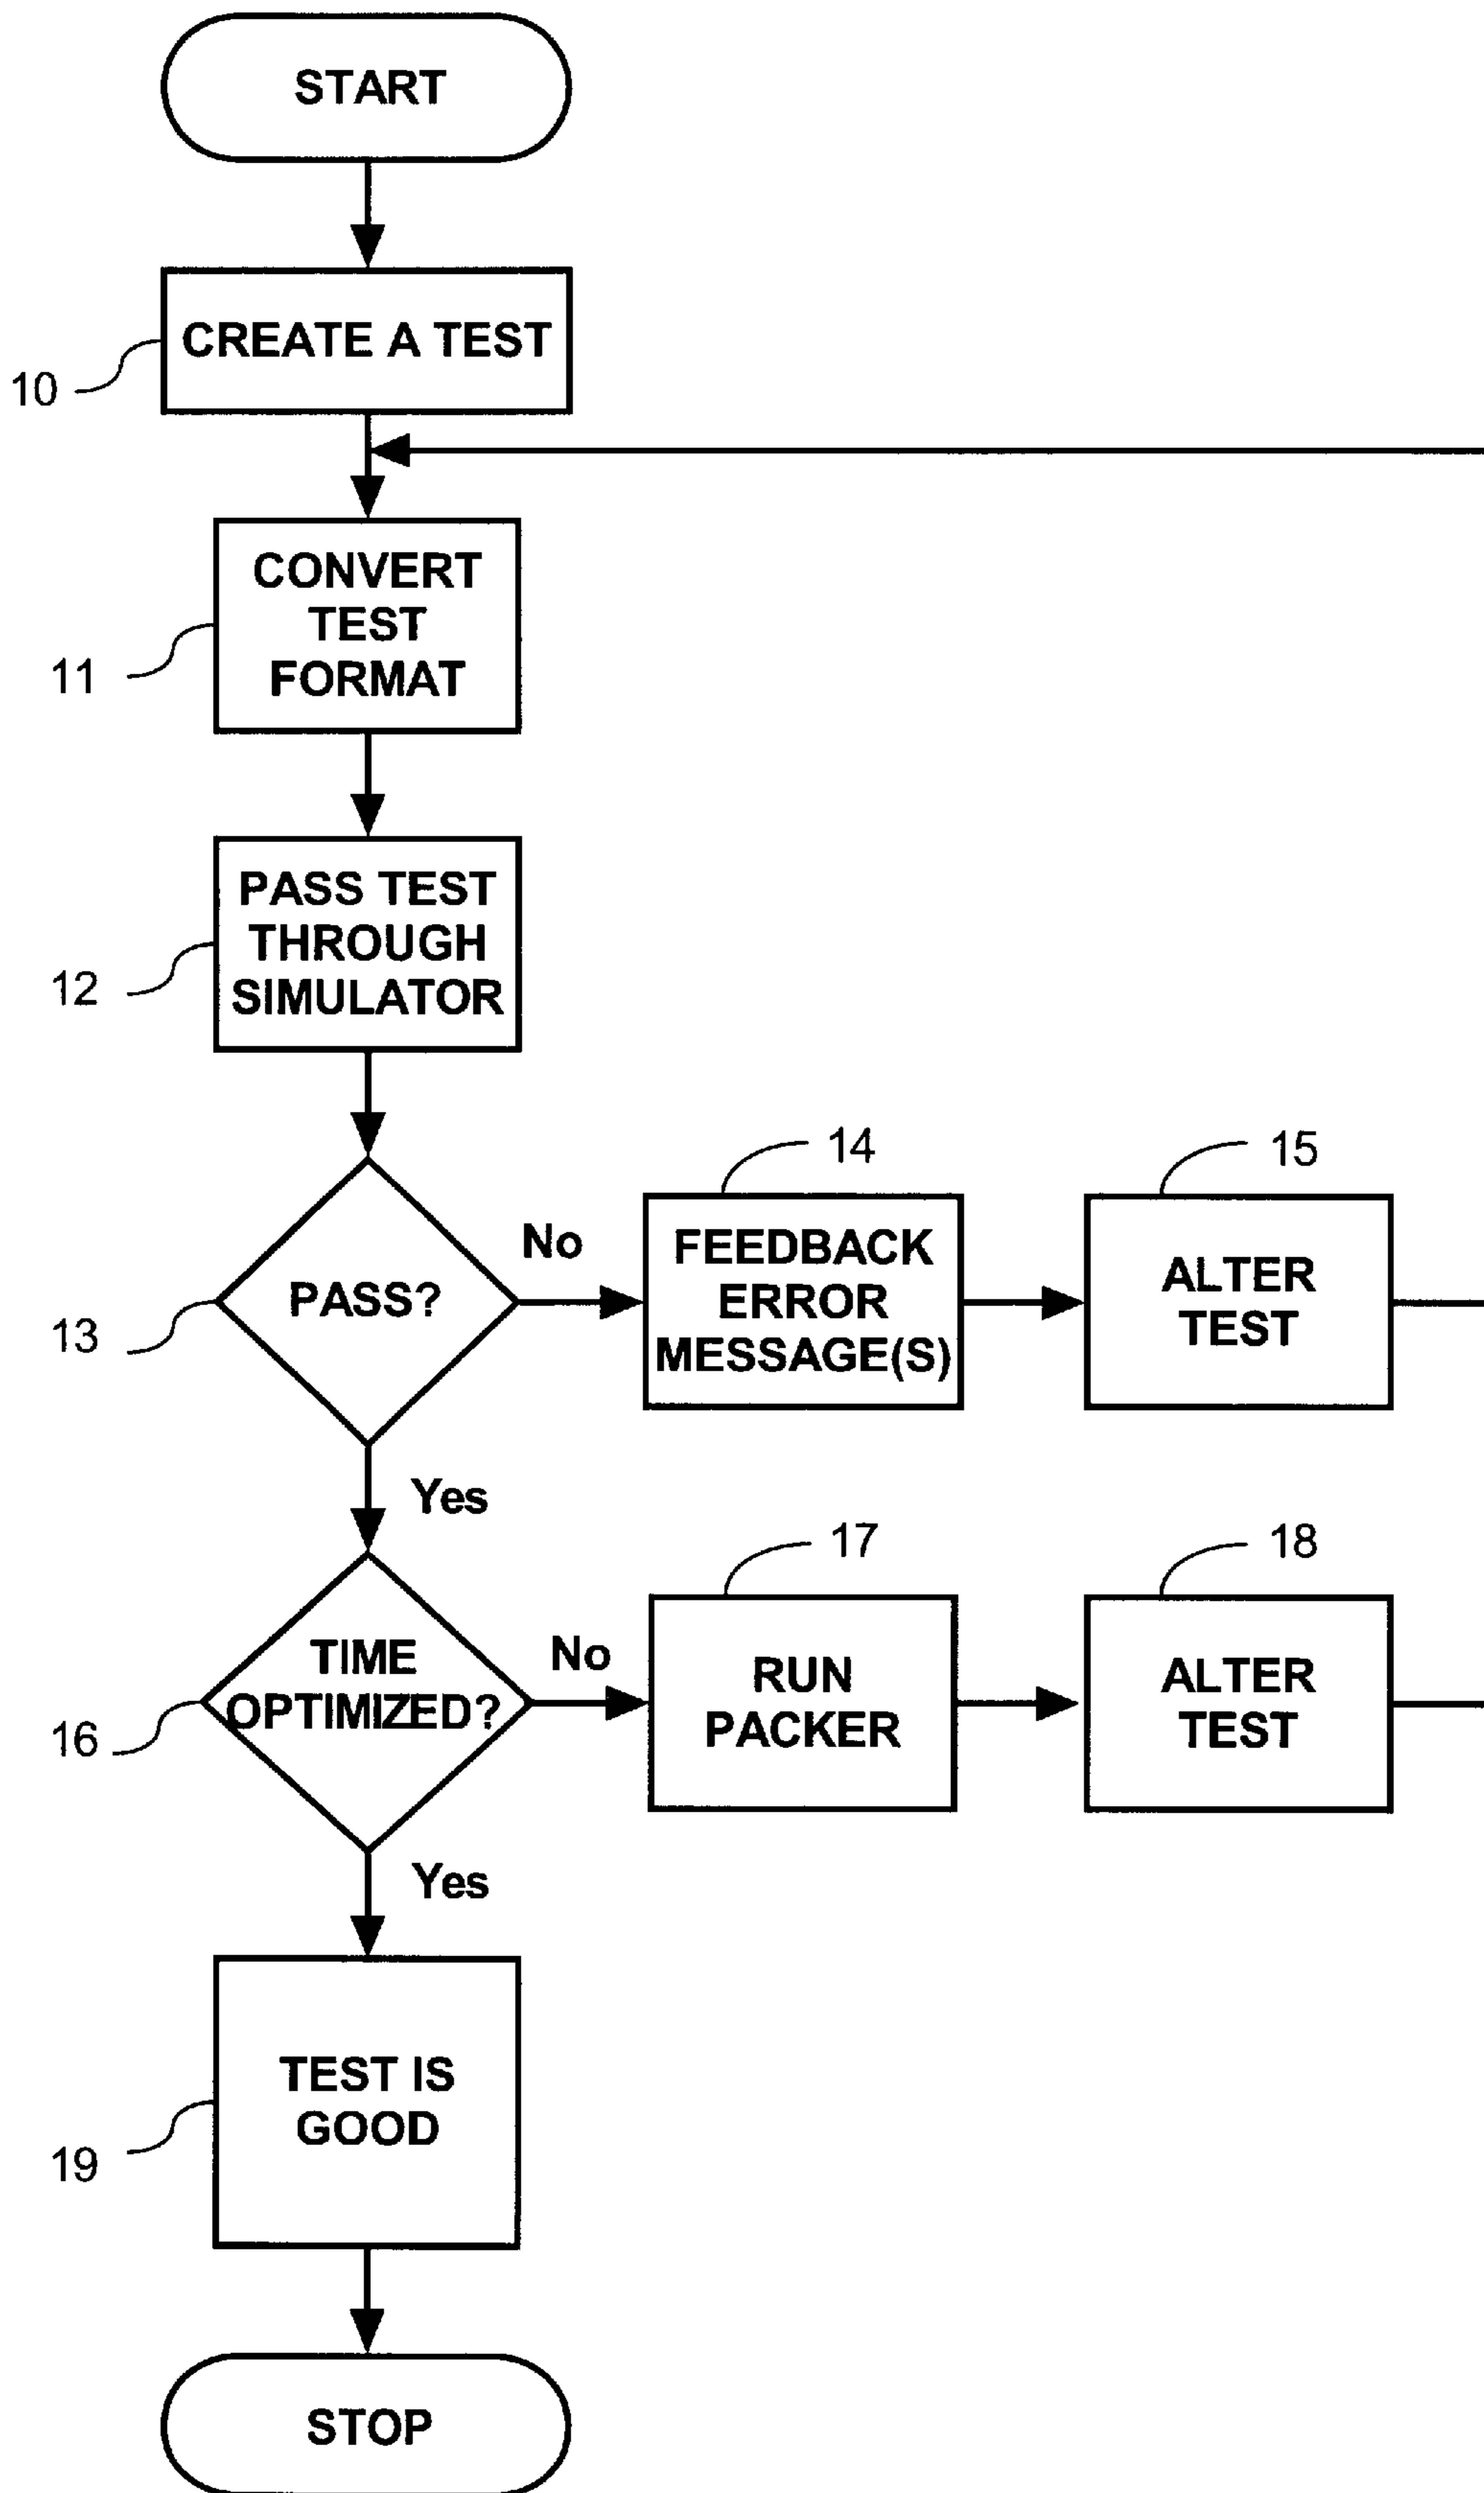 START
CREATE A TEST
10
CONVERT
TEST
FORMAT
11
PASS TEST
THROUGH
SIMULATOR
12
PASS?
13
No
14
FEEDBACK
ERROR
MESSAGE(S)
15
ALTER
TEST
Yes
TIME
OPTIMIZED?
16
No
17
RUN
PACKER
18
ALTER
TEST
Yes
TEST IS
GOOD
19
STOP